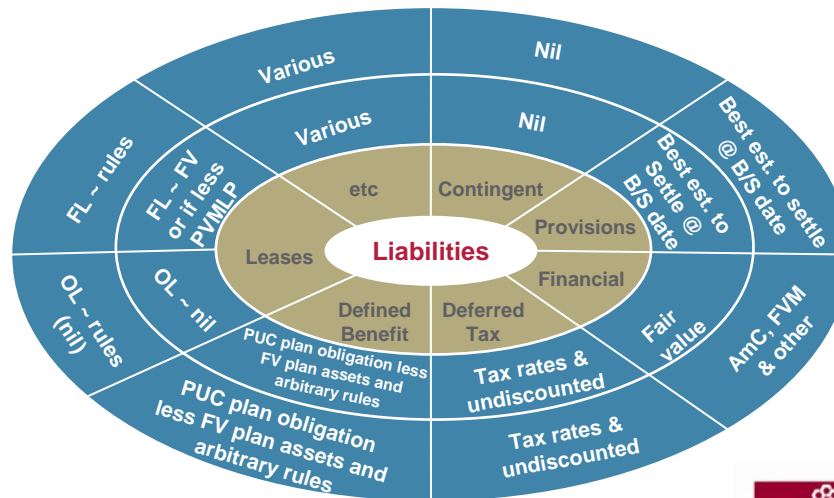 Various
Nil
Various
Nil
Best est. to settle
@ B/S date
Best est. to
Settle @
B/S date
FL ~ rules
FL ~ FV
or if less
PVMLP
etc
Contingent
Provisions
Leases
Liabilities
Financial
Defined
Benefit
Deferred
Tax
OL ~ rules
(nil)
OL ~ nil
PUC plan obligation less
FV plan assets and
arbitrary rules
Tax rates &
undiscounted
Fair
value
AmC, FVM
& other
PUC plan obligation
less FV plan assets and
arbitrary rules
Tax rates &
undiscounted